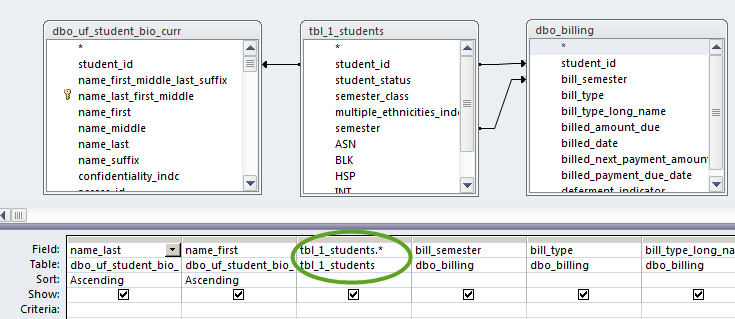 dbo_uf_student_bio_curr
*
student_id
name_first_middle_last_suffix
name_last_first_middle
name_first
name_middle
name_last
name_suffix
confidentiality_indc
tbl_1_students
*
student_id
student_status
semester_class
multiple_ethnicities_indc
semester
ASN
BLK
HSP
INT
dbo_billing
*
student_id
bill_semester
bill_type
bill_type_long_name
billed_amount_due
billed_date
billed_next_payment_amoun
billed_payment_due_date
deferment_indicator
Field: name_last name_first tbl_1_students.* bill_semester bill_type bill_type_long_na
Table: dbo_uf_student_bio_ dbo_uf_student_bio_ tbl_1_students dbo_billing dbo_billing dbo_billing
Sort: Ascending Ascending
Show:
Criteria: